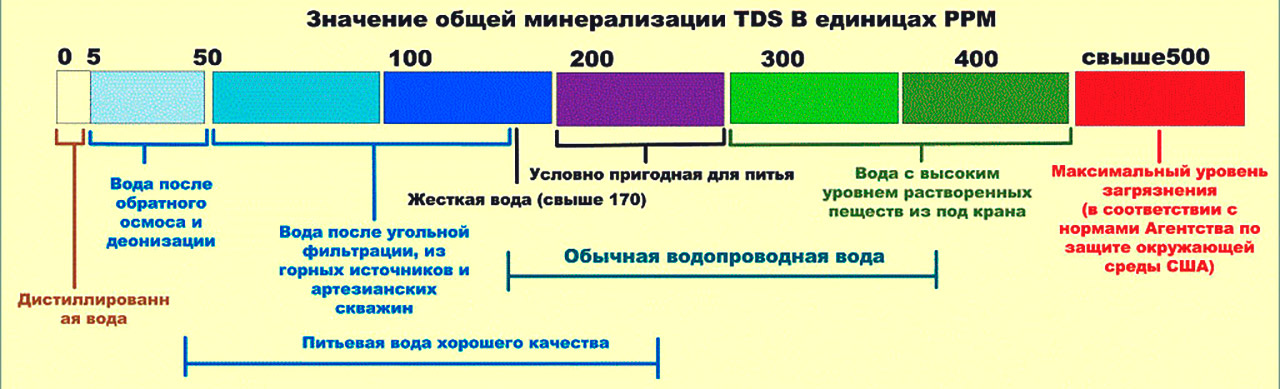 Значение общей минерализации TDS В единицах PPM
0 5 50 100 200 300 400 свыше500
Вода после
обратного
осмоса и
деонизации
Вода после угольной
фильтрации, из
горных источников и
артезианских
скважин
Жесткая вода (свыше 170)
Условно пригодная для питья
Вода с высоким
уровнем растворенных
пеществ из под крана
Максимальный уровень
загрязнения
(в соответствии с
нормами Агентства по
защите окружающей
среды США)
Обычная водопроводная вода
Дистиллированн
ая вода
Питьевая вода хорошего качества